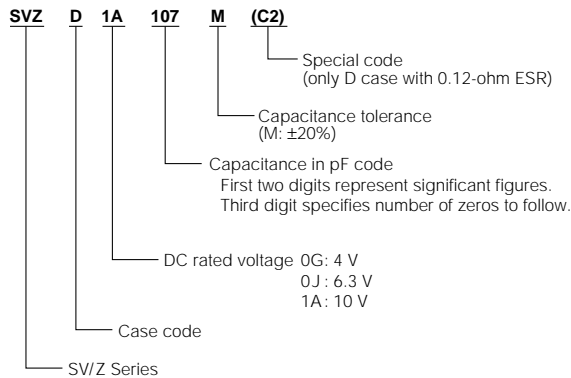 SVZ D 1A 107 M (C2)
Special code
(only D case with 0.12-ohm ESR)
Capacitance tolerance
(M: ±20%)
Capacitance in pF code
First two digits represent significant figures.
Third digit specifies number of zeros to follow.
DC rated voltage 0G: 4 V
0J : 6.3 V
1A : 10 V
Case code
SV/Z Series